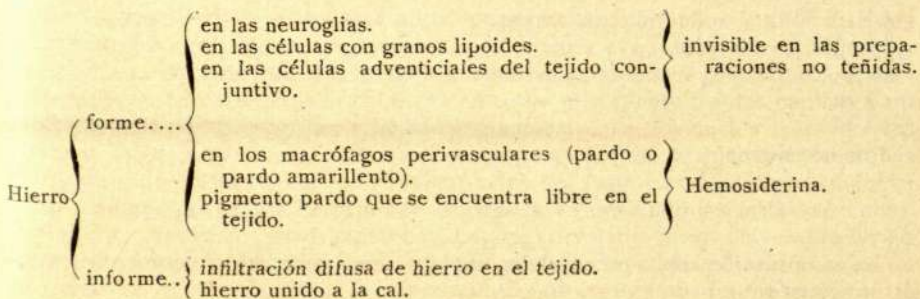 en las neuroglias.
en las células con granos lipoides.
en las células adventiciales del tejido con-
juntivo.
invisible en las prepa-
raciones no teñidas.
forme....
en los macrófagos perivasculares (pardo o
pardo amarillento).
pigmento pardo que se encuentra libre en el
tejido.
Hemosiderina.
Hierro
informe..
infiltración difusa de hierro en el tejido.
hierro unido a la cal.